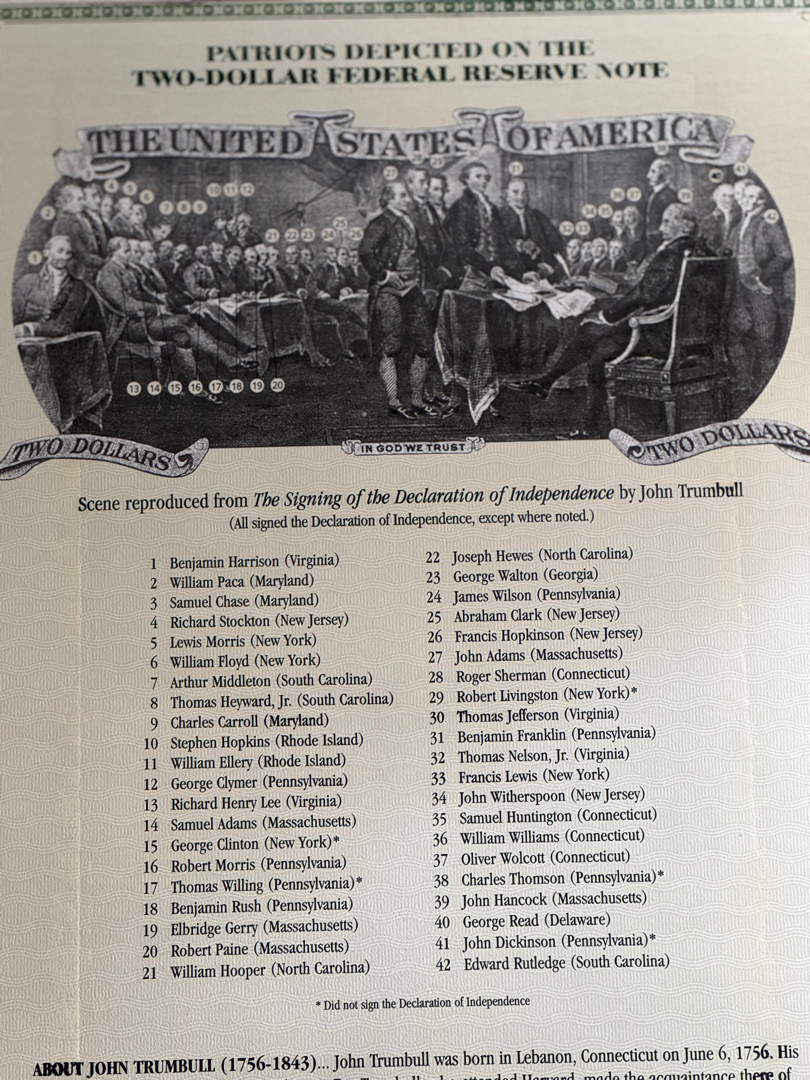 PATRIOTS DEPICTED ON THE
TWO-DOLLAR FEDERAL RESERVE NOTE
THE UNITED STATES OF AMERICA
TWO DOLLARS
IN GOD WE TRUST
TWO DOLLARS
Scene reproduced from The Signing of the Declaration of Independence by John Trumbull
(All signed the Declaration of Independence, except where noted.)
1 Benjamin Harrison (Virginia)
2 William Paca (Maryland)
3 Samuel Chase (Maryland)
4 Richard Stockton (New Jersey)
5 Lewis Morris (New York)
6 William Floyd (New York)
7 Arthur Middleton (South Carolina)
8 Thomas Heyward, Jr. (South Carolina)
9 Charles Carroll (Maryland)
10 Stephen Hopkins (Rhode Island)
11 William Ellery (Rhode Island)
12 George Clymer (Pennsylvania)
13 Richard Henry Lee (Virginia)
14 Samuel Adams (Massachusetts)
15 George Clinton (New York)*
16 Robert Morris (Pennsylvania)
17 Thomas Willing (Pennsylvania)*
18 Benjamin Rush (Pennsylvania)
19 Elbridge Gerry (Massachusetts)
20 Robert Paine (Massachusetts)
21 William Hooper (North Carolina)
22 Joseph Hewes (North Carolina)
23 George Walton (Georgia)
24 James Wilson (Pennsylvania)
25 Abraham Clark (New Jersey)
26 Francis Hopkinson (New Jersey)
27 John Adams (Massachusetts)
28 Roger Sherman (Connecticut)
29 Robert Livingston (New York)*
30 Thomas Jefferson (Virginia)
31 Benjamin Franklin (Pennsylvania)
32 Thomas Nelson, Jr. (Virginia)
33 Francis Lewis (New York)
34 John Witherspoon (New Jersey)
35 Samuel Huntington (Connecticut)
36 William Williams (Connecticut)
37 Oliver Wolcott (Connecticut)
38 Charles Thomson (Pennsylvania)*
39 John Hancock (Massachusetts)
40 George Read (Delaware)
41 John Dickinson (Pennsylvania)*
42 Edward Rutledge (South Carolina)
* Did not sign the Declaration of Independence
ABOUT JOHN TRUMBULL (1756-1843)... John Trumbull was born in Lebanon, Connecticut on June 6, 1756. His
attended Harvard, made the acquaintance there of